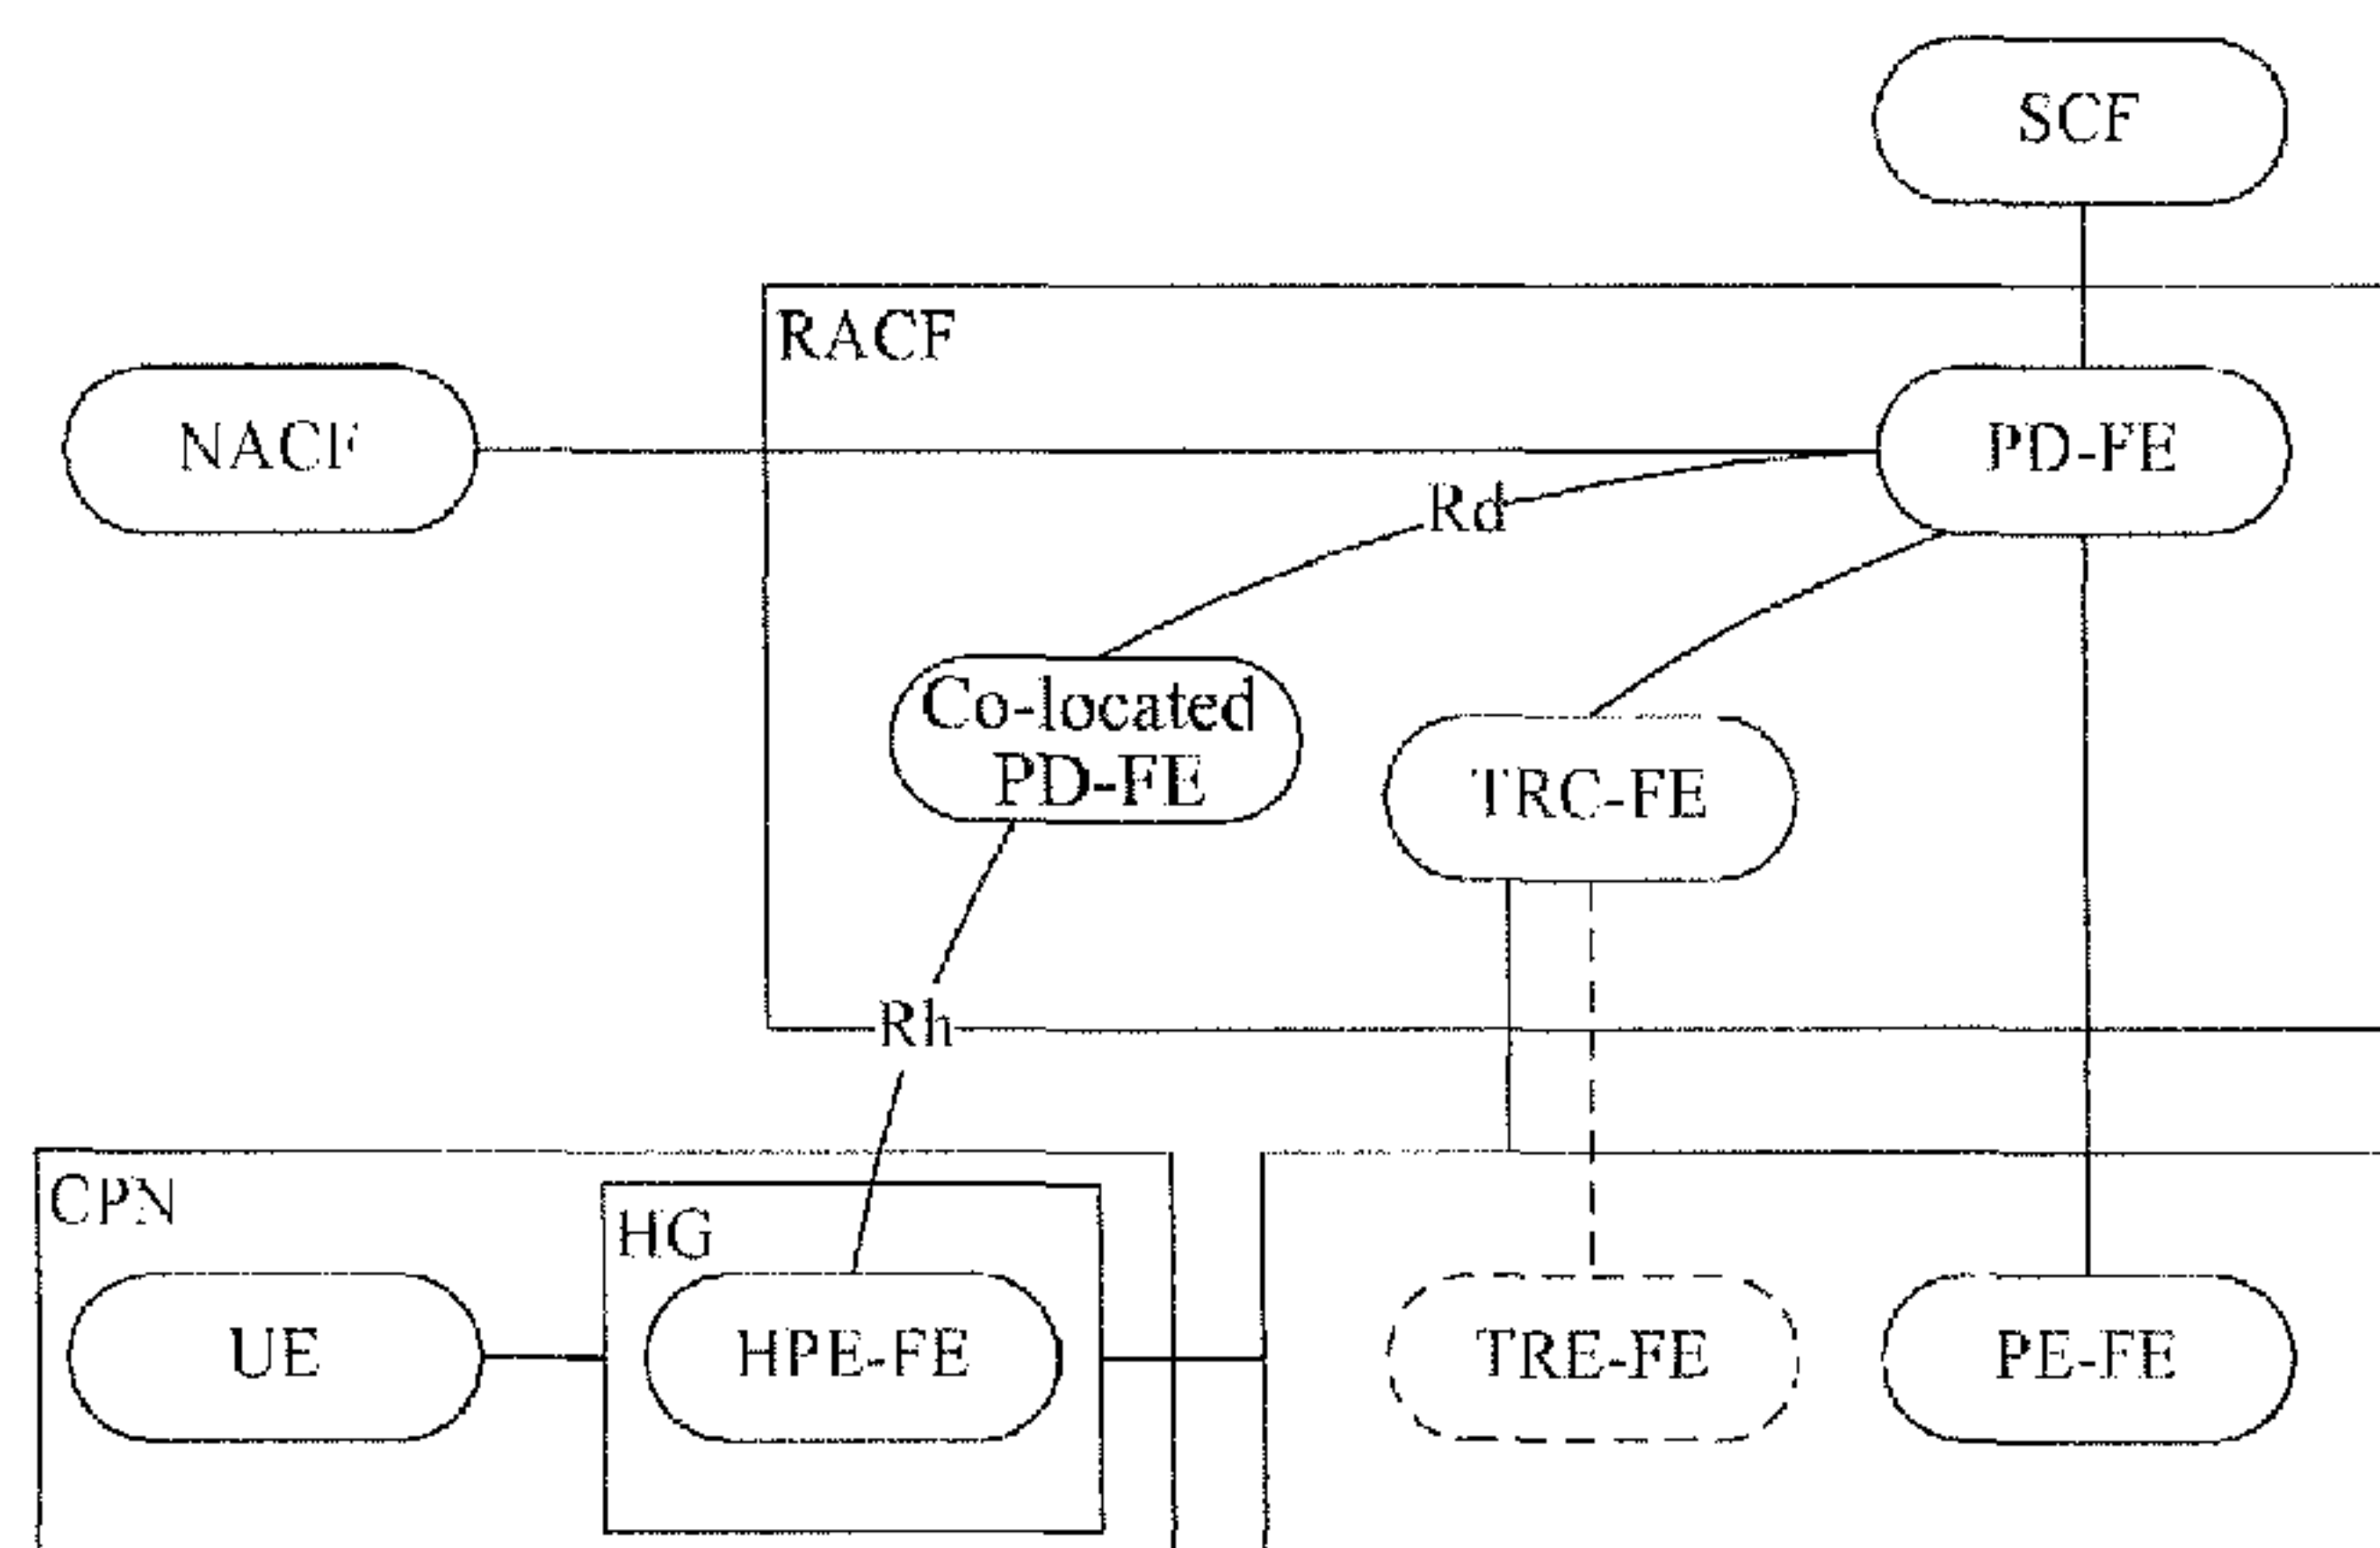 SCF
RACF
NACF
PD-FE
Rd
Co-located
PD-FE
TRC-FE
Rh
CPN
HG
UE
HPE-FE
TRE-FE
PE-FE